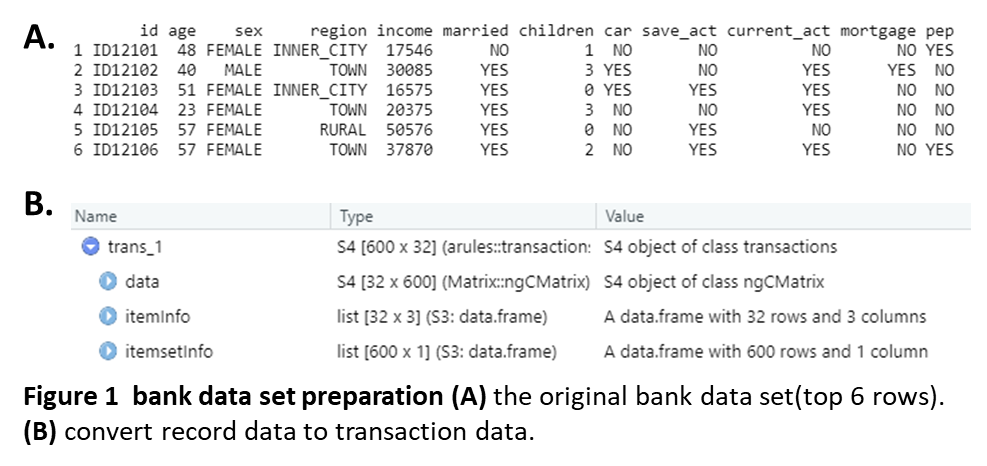 A.
id age sex region income married children car save_act current_act mortgage pep
1 ID12101 48 FEMALE INNER_CITY 17546 NO 1 NO NO NO NO YES
2 ID12102 40 MALE TOWN 30085 YES 3 YES NO YES YES NO
3 ID12103 51 FEMALE INNER_CITY 16575 YES 0 YES YES YES NO NO
4 ID12104 23 FEMALE TOWN 20375 YES 3 NO NO YES NO NO
5 ID12105 57 FEMALE RURAL 50576 YES 0 NO YES NO NO NO
6 ID12106 57 FEMALE TOWN 37870 YES 2 NO YES YES NO YES
B.
Name Type Value
trans_1 S4 [600 x 32] (arules::transaction: S4 object of class transactions
data S4 [32 x 600] (Matrix::ngCMatrix) S4 object of class ngCMatrix
itemInfo list [32 x 3] (S3: data.frame) A data.frame with 32 rows and 3 columns
itemsetInfo list [600 x 1] (S3: data.frame) A data.frame with 600 rows and 1 column
Figure 1 bank data set preparation (A) the original bank data set(top 6 rows).
(B) convert record data to transaction data.